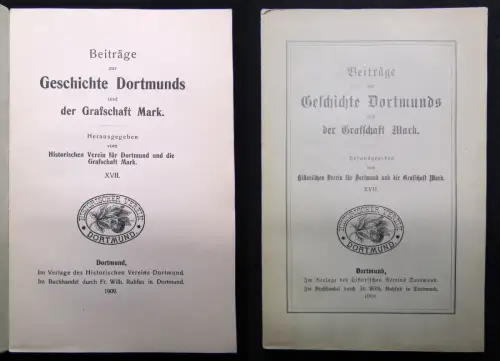 Beiträge
zur
Geschichte Dortmunds
und
der Grafschaft Mark.
Herausgegeben
vom
Historischen Verein für Dortmund und die
Grafschaft Mark.
XVII.
HISTORISCHER VEREIN
DORTMUND.
Dortmund,
Im Verlage des Historischen Vereins Dortmund.
Im Buchhandel durch Fr. Wilh. Ruhfus in Dortmund.
1909.
Beiträge
zur
Geschichte Dortmunds
und
der Grafschaft Mark.
Herausgegeben
vom
Historischen Verein für Dortmund und die Grafschaft Mark.
XVII.
HISTORISCHER VEREIN
DORTMUND.
Dortmund,
Im Verlage des Historischen Vereins Dortmund.
Im Buchhandel durch Fr. Wilh. Ruhfus in Dortmund.
1909.